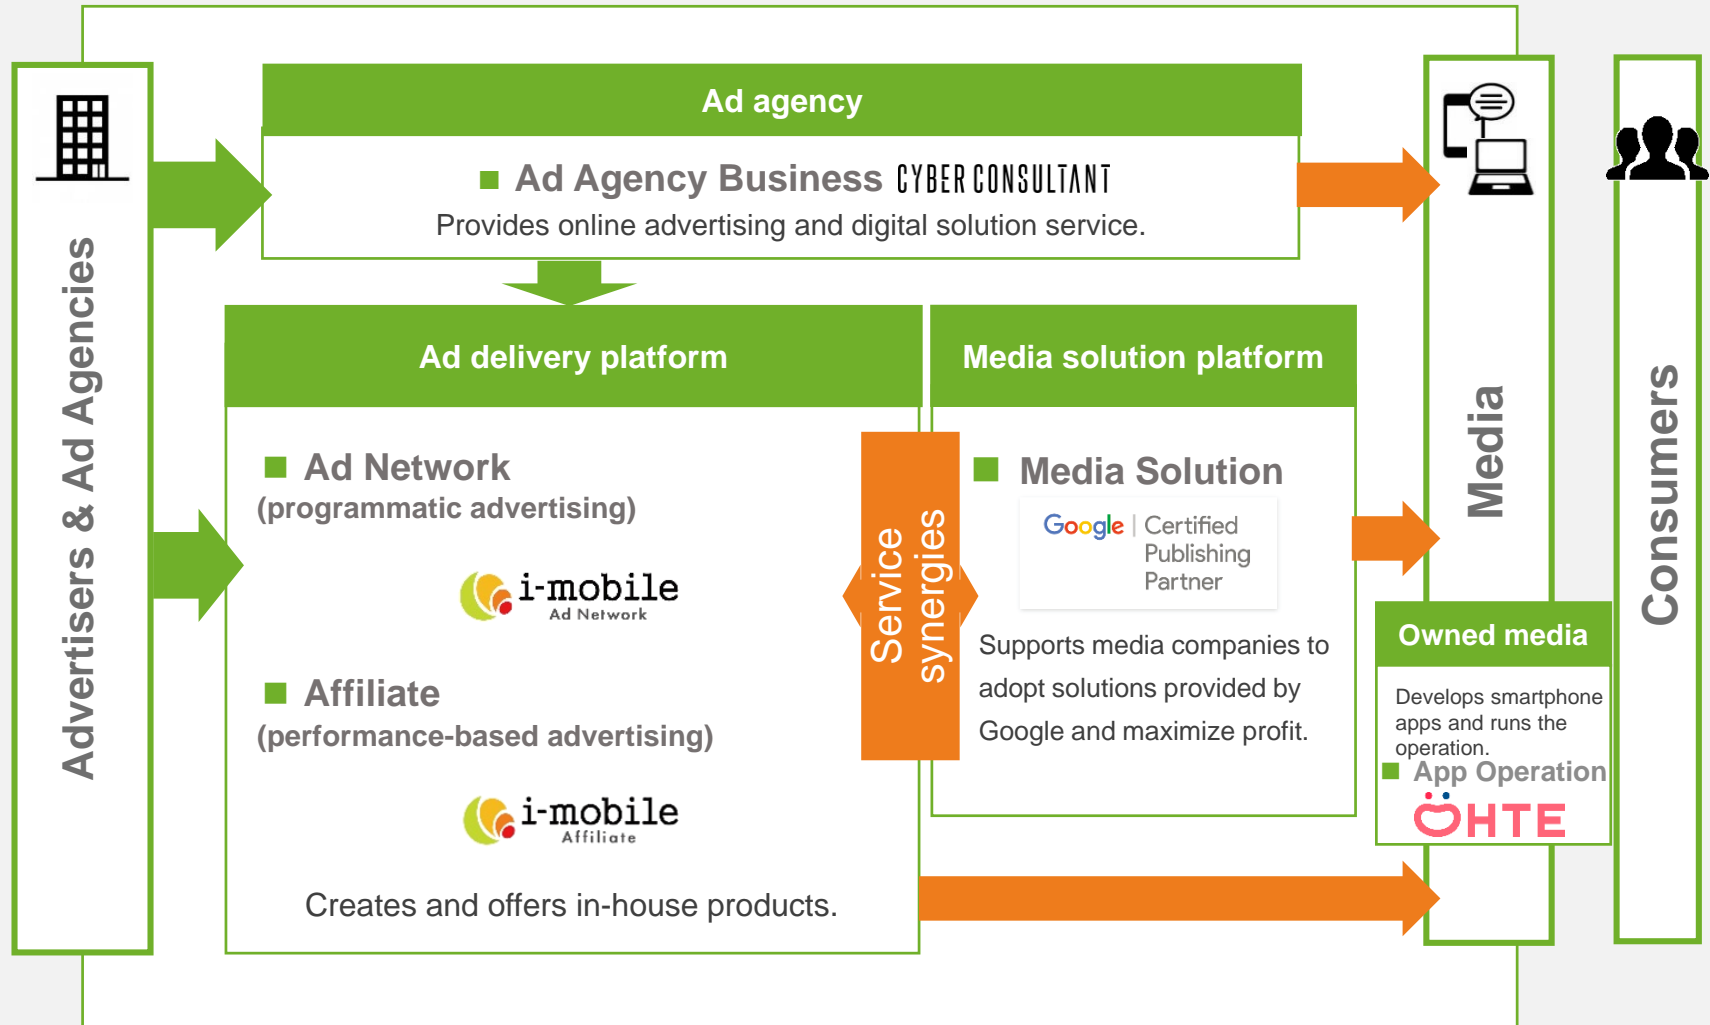 Advertisers & Ad Agencies
Ad agency
■ Ad Agency Business CYBER CONSULTANT
Provides online advertising and digital solution service.
Ad delivery platform
■ Ad Network
(programmatic advertising)
i-mobile
Ad Network
■ Affiliate
(performance-based advertising)
i-mobile
Affiliate
Creates and offers in-house products.
Service
synergies
Media solution platform
■ Media Solution
Google | Certified
Publishing
Partner
Supports media companies to
adopt solutions provided by
Google and maximize profit.
Media
Owned media
Develops smartphone
apps and runs the
operation.
■ App Operation
OHTE
Consumers